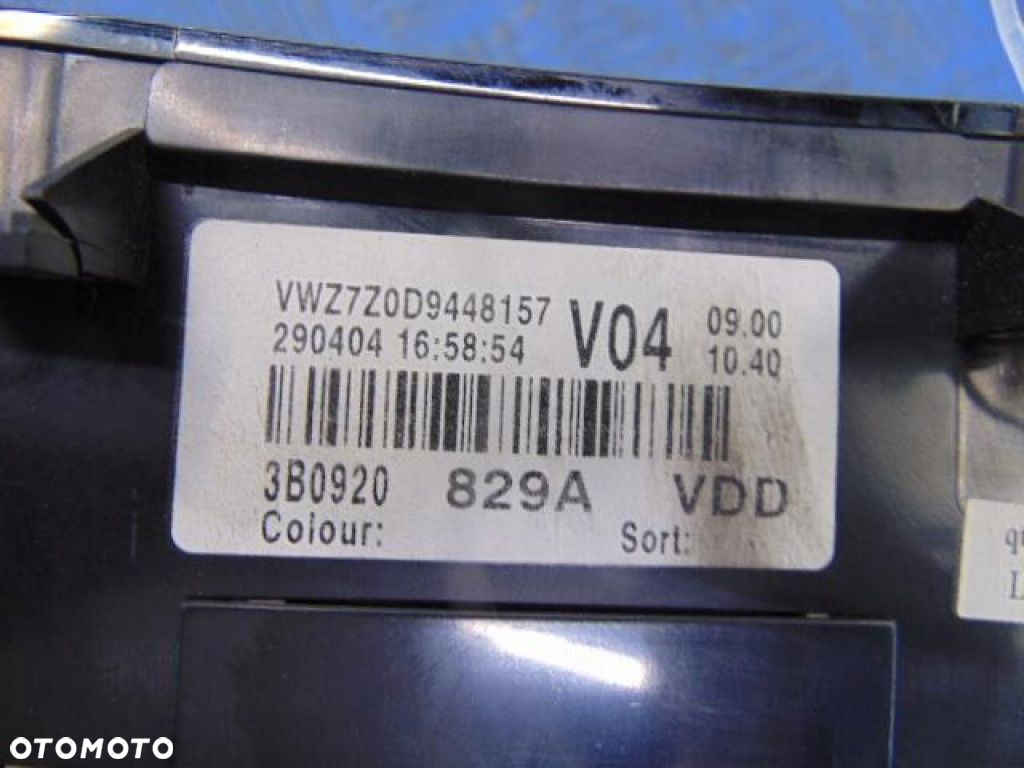 VWZ7Z0D9448157 V04 09.00
290404 16:58:54 10.40
3B0920 829A VDD
Colour: Sort:
OTOMOTO